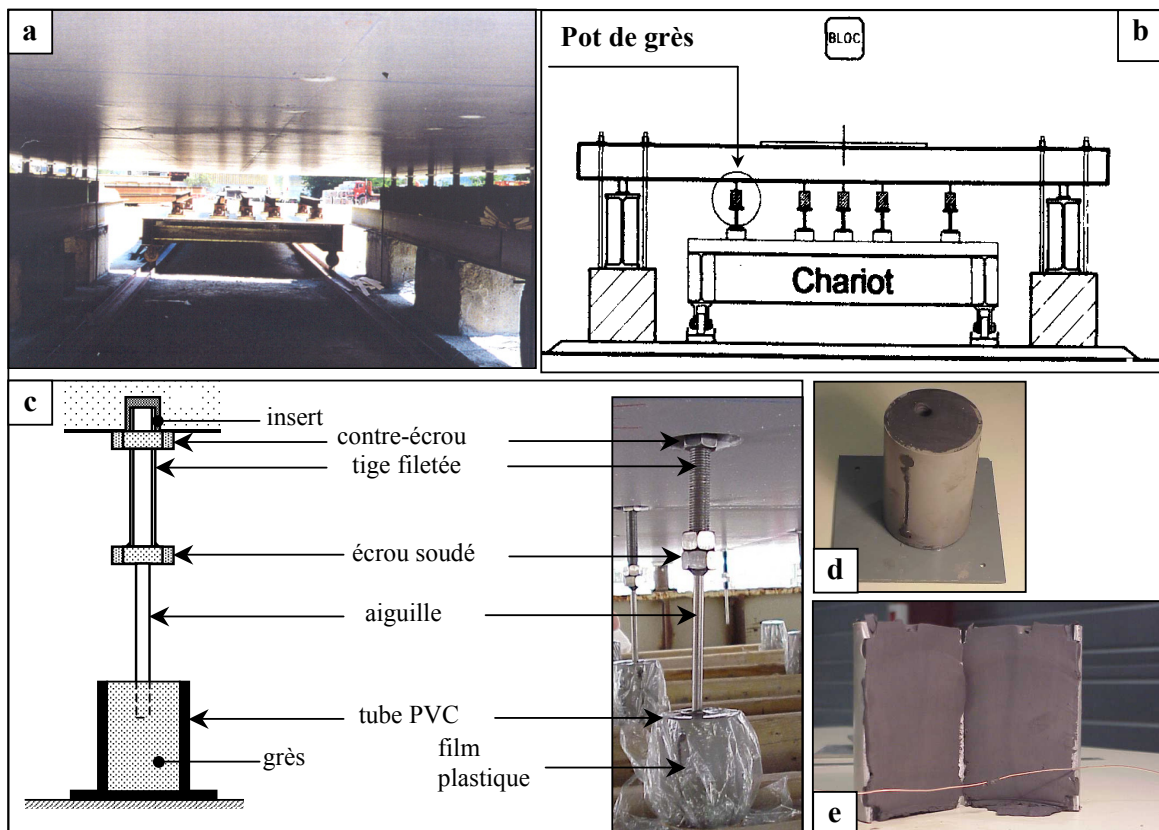 a
Pot de grès
BLOC
b
Chariot
c
insert
contre-écrou
tige filetée
écrou soudé
aiguille
tube PVC
film
plastique
grès
d
e